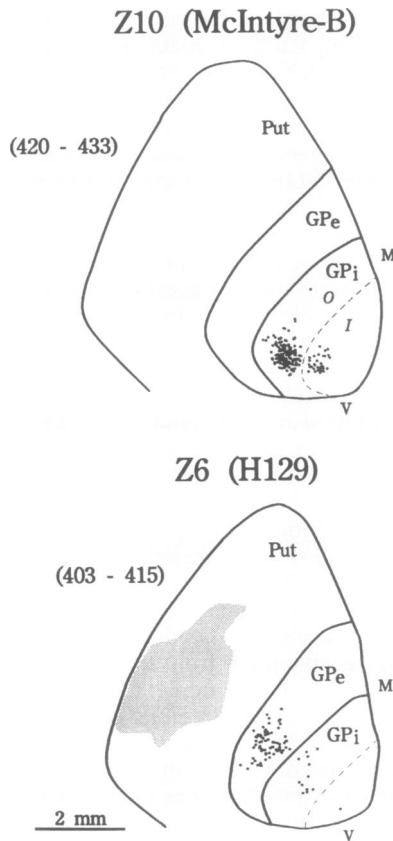 Z10 (McIntyre-B)
(420 - 433)
Put
GPe
GPi
M
O
I
V
Z6 (H129)
(403 - 415)
Put
GPe
M
GPi
2 mm
V